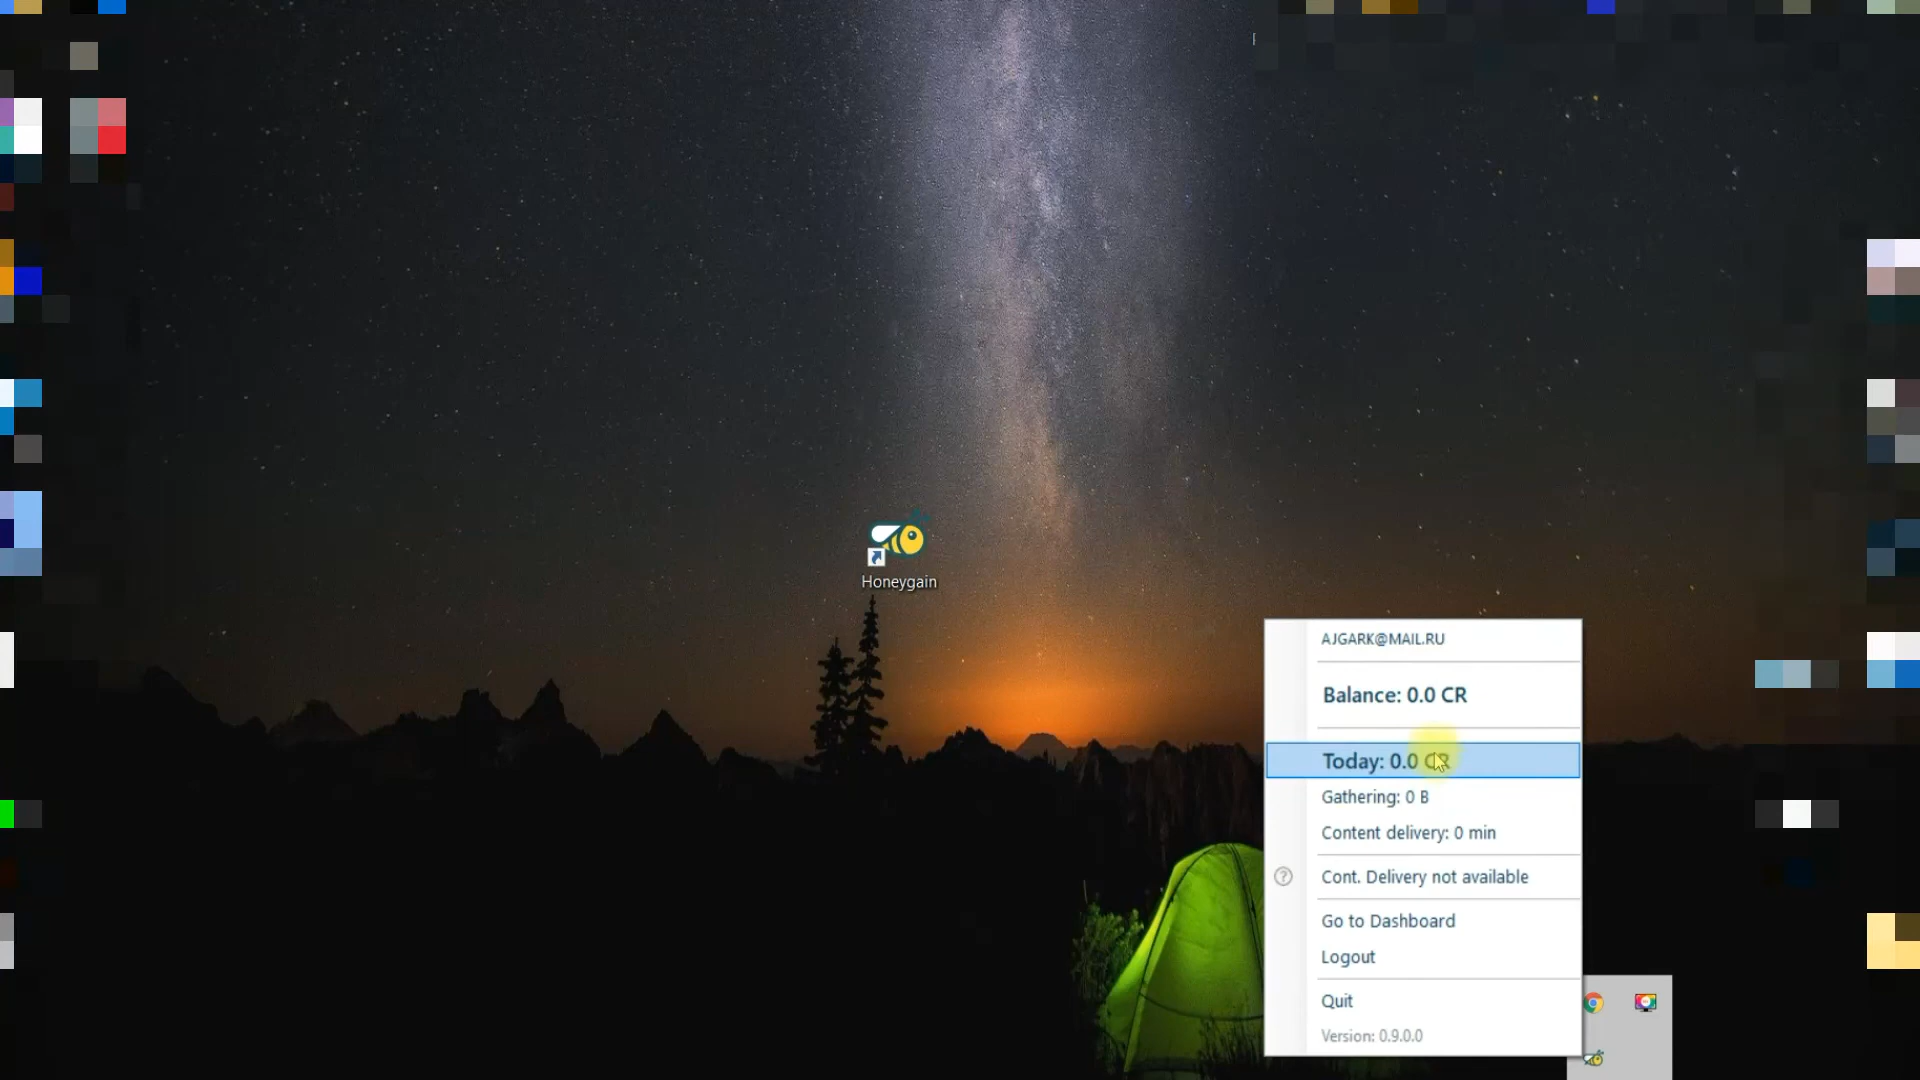 Honeygain
AJGARK@MAIL.RU
Balance: 0.0 CR
Today: 0.0 CR
Gathering: 0 B
Content delivery: 0 min
Cont. Delivery not available
Go to Dashboard
Logout
Quit
Version: 0.9.0.0